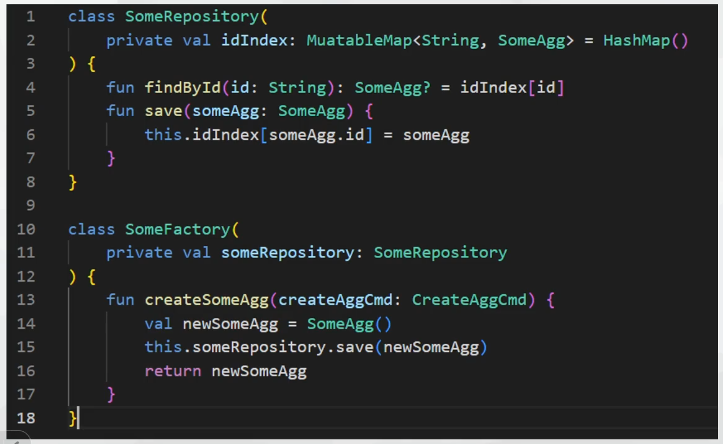 1 class SomeRepository(
2     private val idIndex: MuatableMap<String, SomeAgg> = HashMap()
3 ) {
4     fun findById(id: String): SomeAgg? = idIndex[id]
5     fun save(someAgg: SomeAgg) {
6         this.idIndex[someAgg.id] = someAgg
7     }
8 }
9
10 class SomeFactory(
11     private val someRepository: SomeRepository
12 ) {
13     fun createSomeAgg(createAggCmd: CreateAggCmd) {
14         val newSomeAgg = SomeAgg()
15         this.someRepository.save(newSomeAgg)
16         return newSomeAgg
17     }
18 }